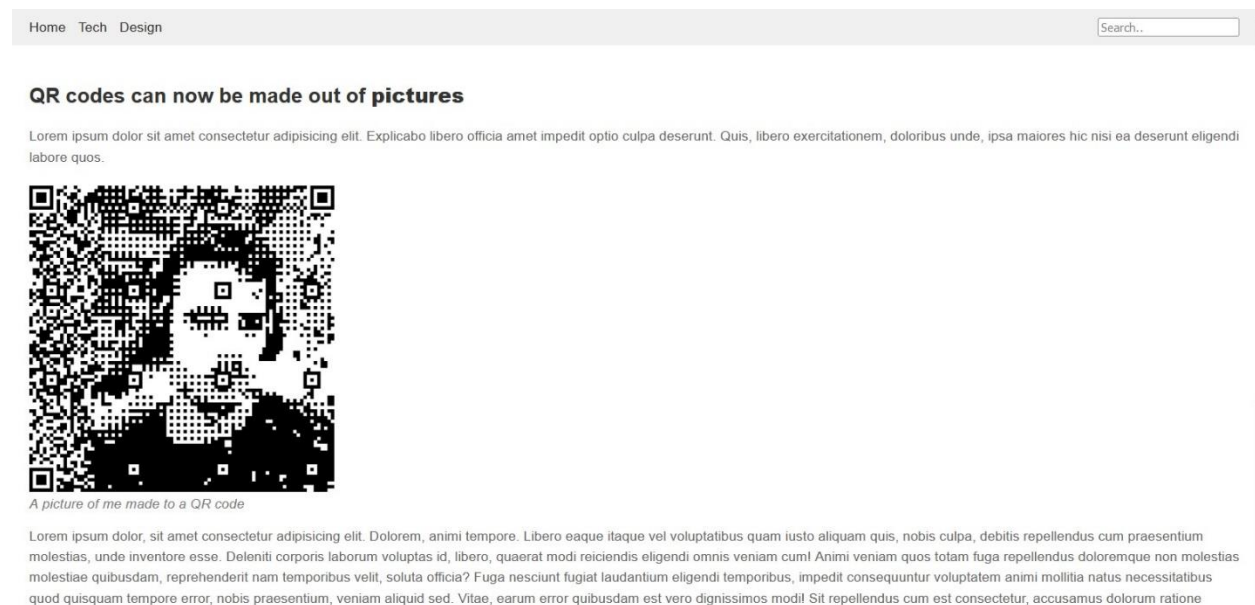 Home Tech Design
Search..
QR codes can now be made out of pictures
Lorem ipsum dolor sit amet consectetur adipisicing elit. Explicabo libero officia amet impedit optio culpa deserunt. Quis, libero exercitationem, doloribus unde, ipsa maiores hic nisi ea deserunt eligendi
labore quos.
A picture of me made to a QR code
Lorem ipsum dolor, sit amet consectetur adipisicing elit. Dolorem, animi tempore. Libero eaque itaque vel voluptatibus quam iusto aliquam quis, nobis culpa, debitis repellendus cum praesentium
molestias, unde inventore esse. Deleniti corporis laborum voluptas id, libero, quaerat modi reiciendis eligendi omnis veniam cum! Animi veniam quos totam fuga repellendus doloremque non molestias
molestiae quibusdam, reprehenderit nam temporibus velit, soluta officia? Fuga nesciunt fugiat laudantium eligendi temporibus, impedit consequuntur voluptatem animi mollitia natus necessitatibus
quod quisquam tempore error, nobis praesentium, veniam aliquid sed. Vitae, earum error quibusdam est vero dignissimos modi! Sit repellendus cum est consectetur, accusamus dolorum ratione